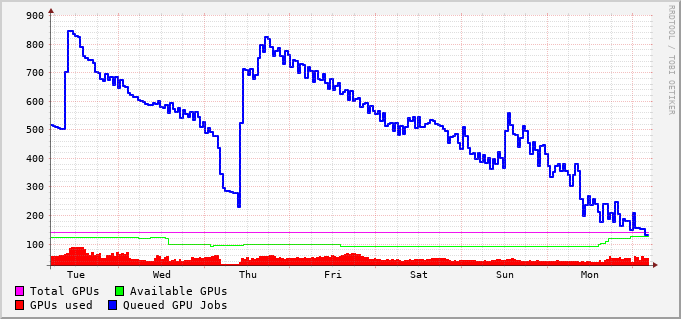 900
800
700
600
500
400
300
200
100
Tue Wed Thu Fri Sat Sun Mon
Total GPUs Available GPUs
GPUs used Queued GPU Jobs
RRDTOOL / TOBI OETIKER